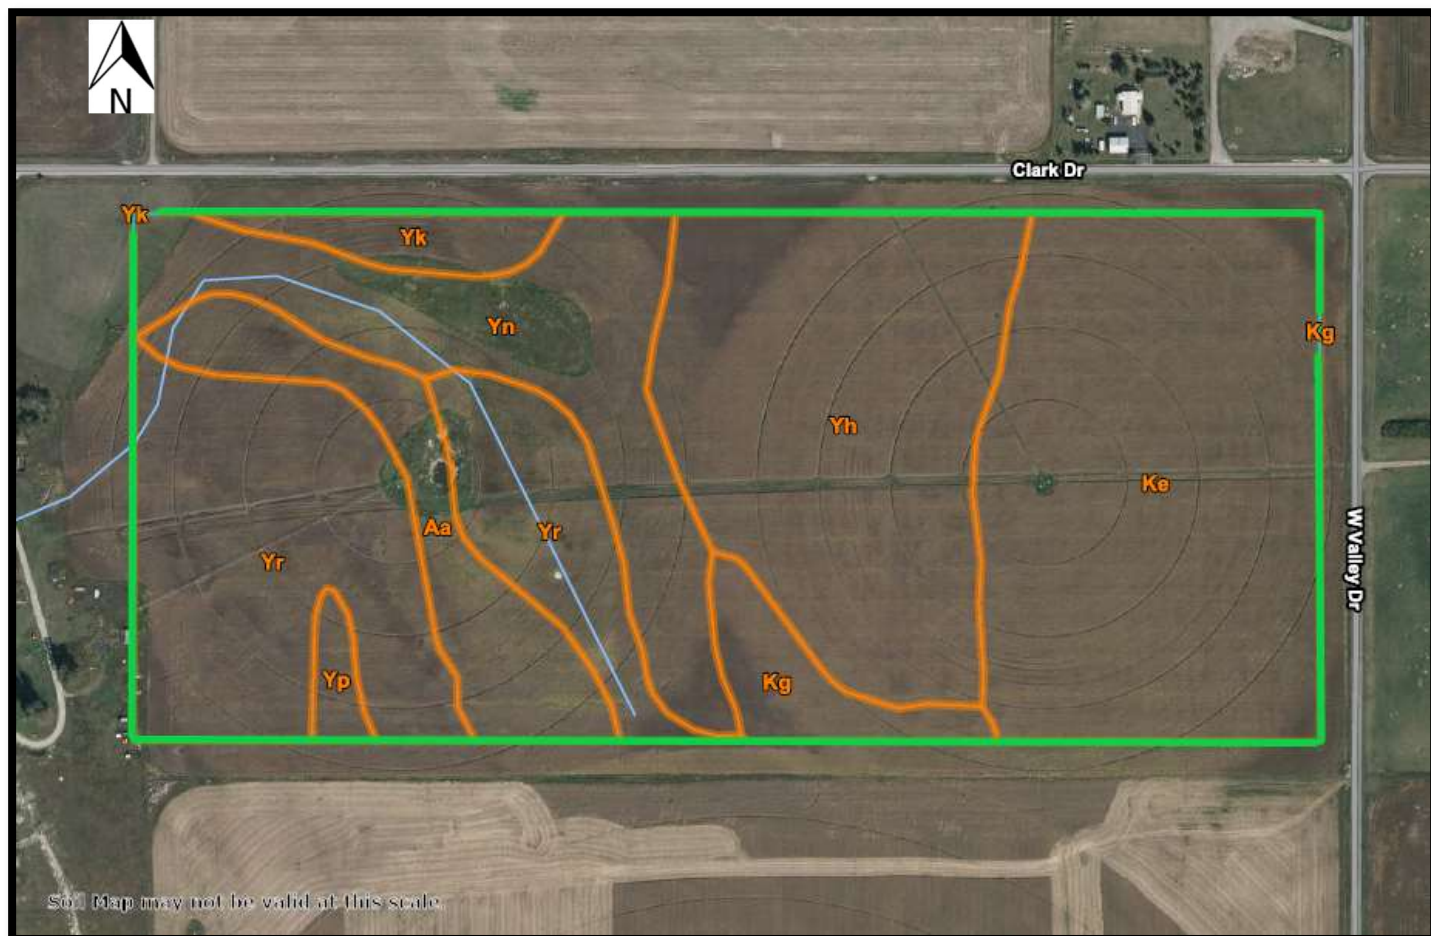 N
Clark Dr
Yk
Yk
Kg
Yn
Yh
Ke
Aa
Yr
Yr
W Valley Dr
Yp
Kg
Soil Map may not be valid at this scale.